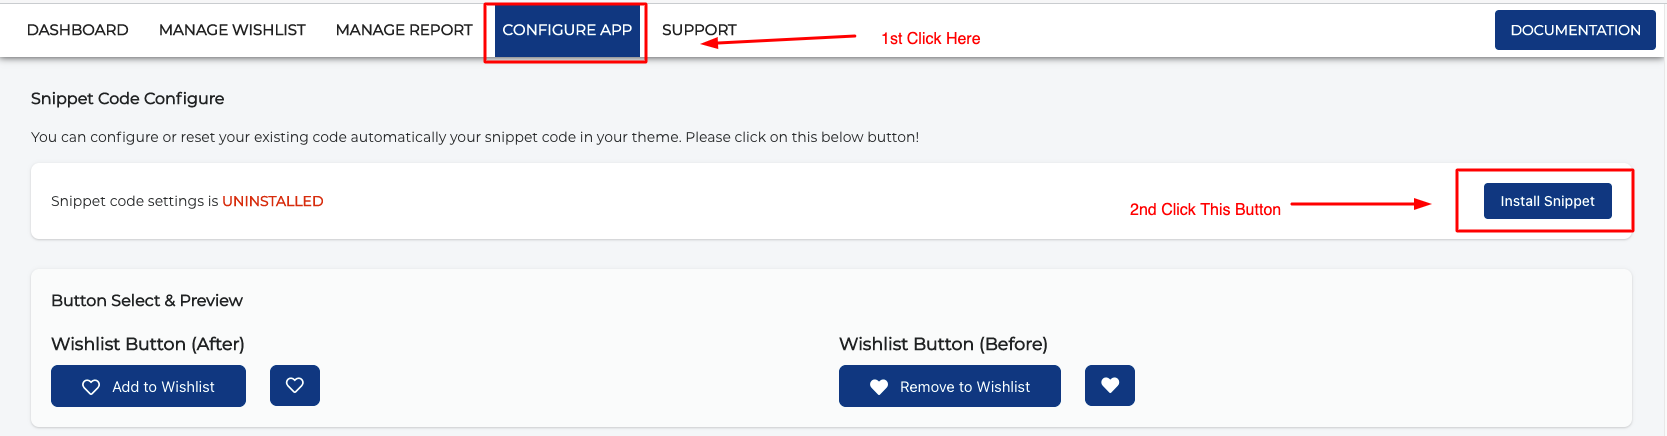 DASHBOARD MANAGE WISHLIST MANAGE REPORT CONFIGURE APP SUPPORT 1st Click Here DOCUMENTATION
Snippet Code Configure
You can configure or reset your existing code automatically your snippet code in your theme. Please click on this below button!
Snippet code settings is UNINSTALLED 2nd Click This Button Install Snippet
Button Select & Preview
Wishlist Button (After) Wishlist Button (Before)
Add to Wishlist Remove to Wishlist